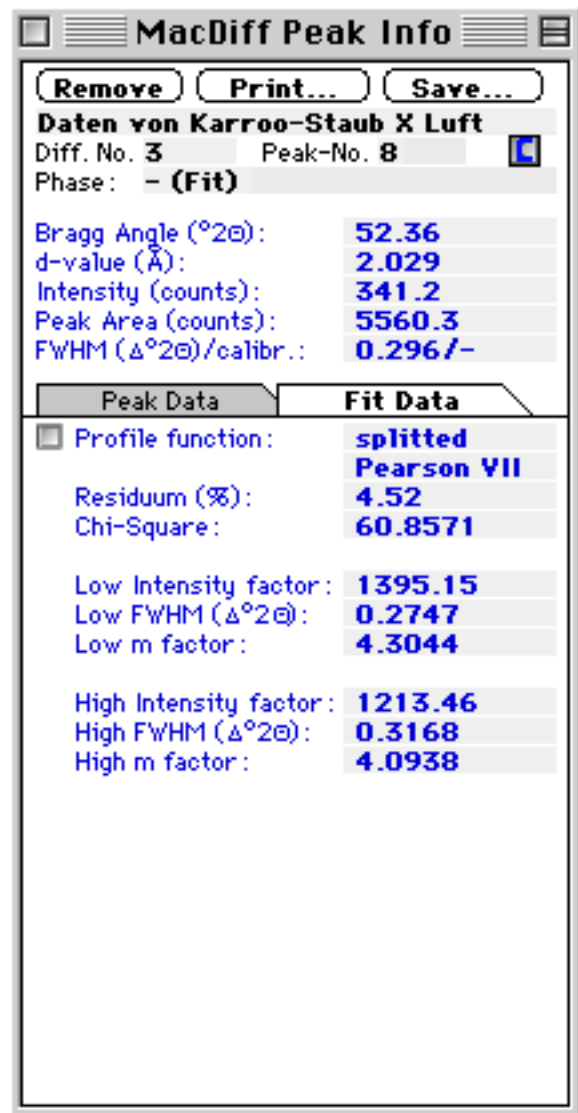 MacDiff Peak Info
Remove Print... Save...
Daten von Karroo-Staub X Luft
Diff. No. 3 Peak-No. 8 C
Phase: - (Fit)
Bragg Angle (°2Θ): 52.36
d-value (Å): 2.029
Intensity (counts): 341.2
Peak Area (counts): 5560.3
FWHM (Δ°2Θ)/calibr.: 0.296/-
Peak Data Fit Data
Profile function: splitted
Pearson VII
Residuum (%): 4.52
Chi-Square: 60.8571
Low Intensity factor: 1395.15
Low FWHM (Δ°2Θ): 0.2747
Low m factor: 4.3044
High Intensity factor: 1213.46
High FWHM (Δ°2Θ): 0.3168
High m factor: 4.0938